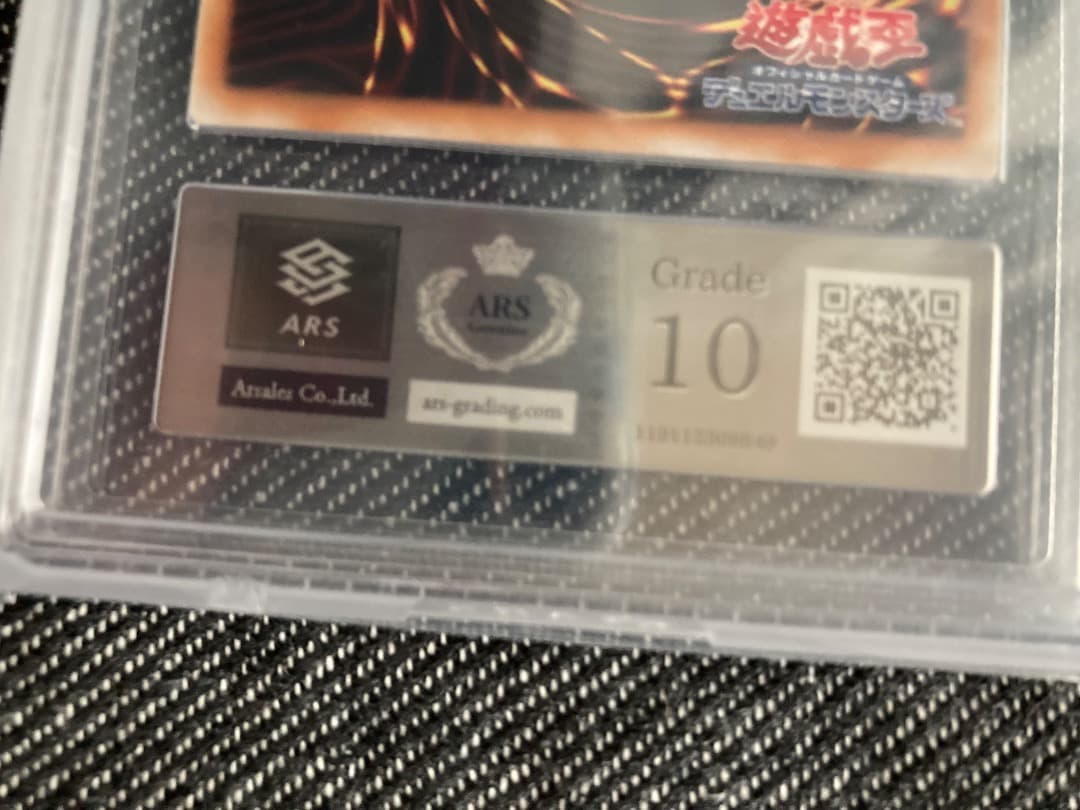 遊戯王
オフィシャルカードゲーム
デュエルモンスターズ
ARS
Arsales Co.,Ltd.
ARS
ars-grading.com
Grade
10